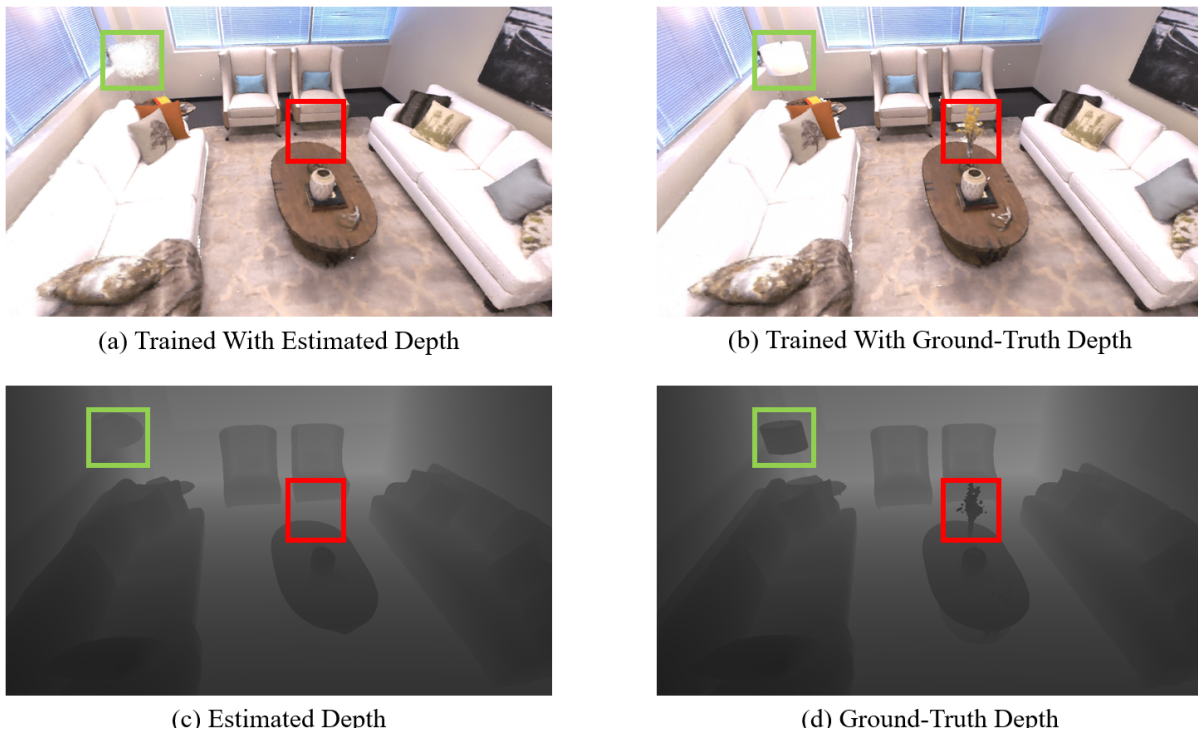 (a) Trained With Estimated Depth
(b) Trained With Ground-Truth Depth
(c) Estimated Depth
(d) Ground-Truth Depth